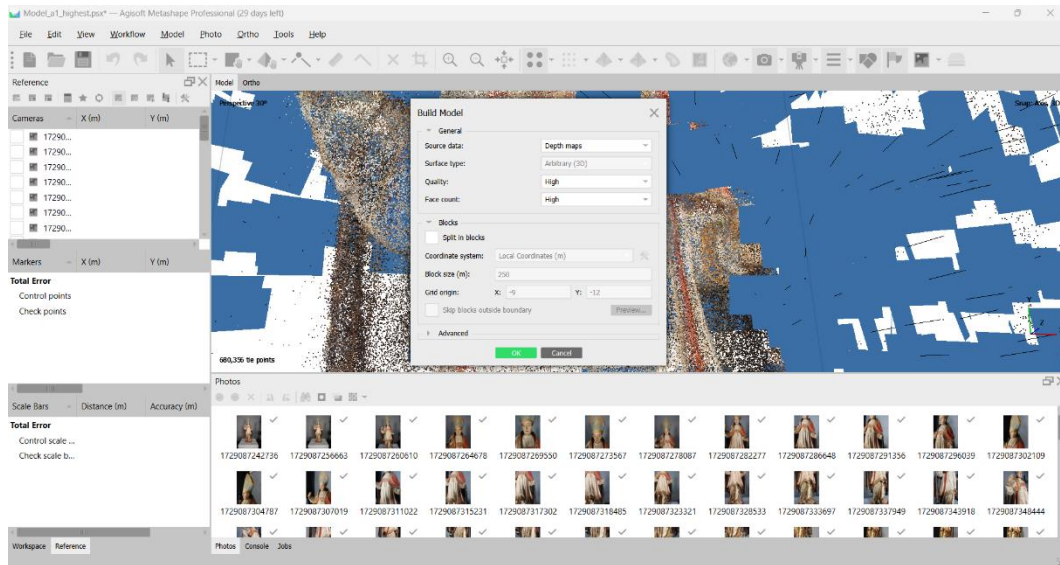 Model_a1_highest.psx* — Agisoft Metashape Professional (29 days left)
File Edit View Workflow Model Photo Ortho Tools Help
Reference
Cameras X (m) Y (m)
17290...
17290...
17290...
17290...
17290...
17290...
17290...
Markers X (m) Y (m)
Total Error
Control points
Check points
Scale Bars Distance (m) Accuracy (m)
Total Error
Control scale ...
Check scale b...
Workspace Reference
Model Ortho
Perspective 30°
Snap: Axis, 3D
680,356 tie points
Build Model
General
Source data: Depth maps
Surface type: Arbitrary (3D)
Quality: High
Face count: High
Blocks
Split in blocks
Coordinate system: Local Coordinates (m)
Block size (m): 250
Grid origin: X: -9 Y: -12
Skip blocks outside boundary Preview...
Advanced
OK Cancel
Y
Z
Photos
1729087242736 1729087256663 1729087260610 1729087264678 1729087269550 1729087273567 1729087278087 1729087282277 1729087286648 1729087291356 1729087296039 1729087302109
1729087304787 1729087307019 1729087311022 1729087315231 1729087317302 1729087318485 1729087323321 1729087328533 1729087333697 1729087337949 1729087343918 1729087348444
Photos Console Jobs